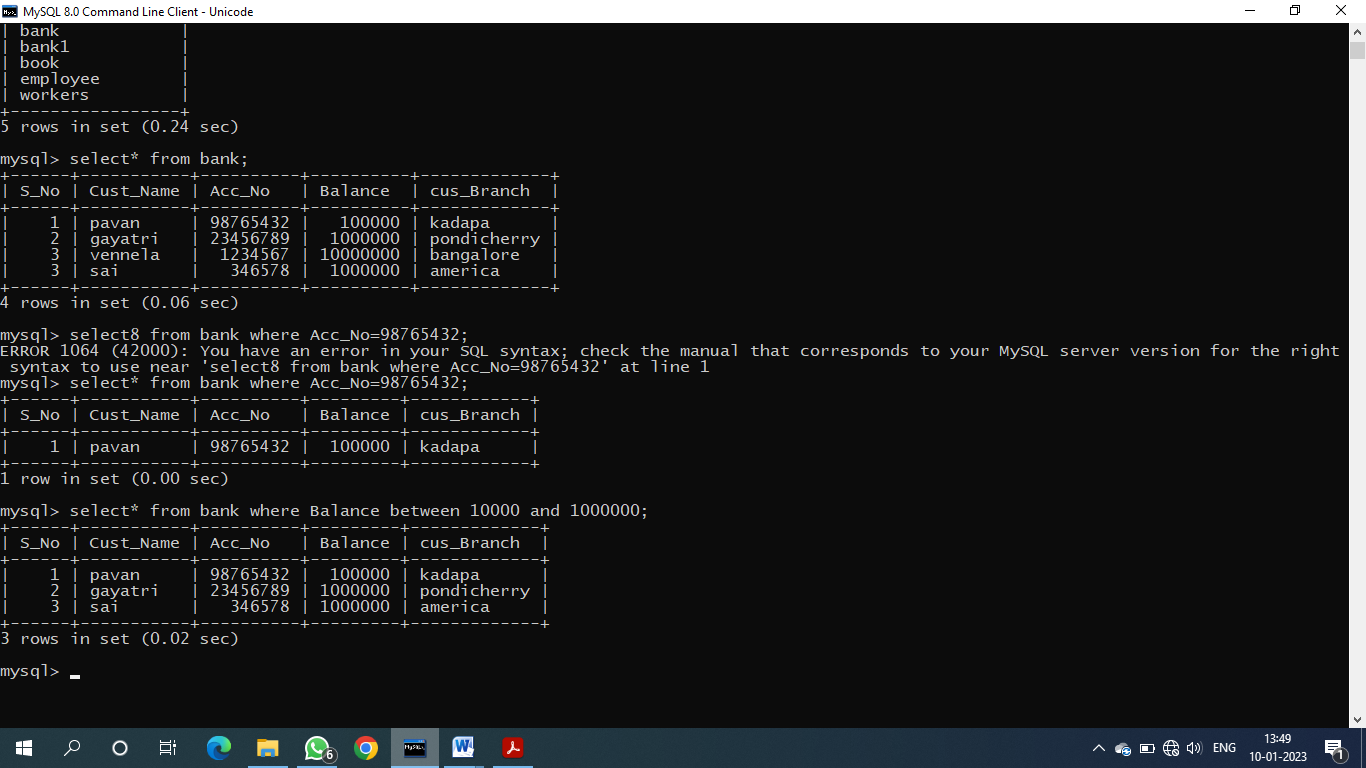 MySQL 8.0 Command Line Client - Unicode
| bank            |
| bank1           |
| book            |
| employee        |
| workers         |
+-----------------+
5 rows in set (0.24 sec)
mysql> select* from bank;
+------+-----------+----------+----------+-------------+
| S_No | Cust_Name | Acc_No   | Balance  | cus_Branch  |
+------+-----------+----------+----------+-------------+
|    1 | pavan     | 98765432 |   100000 | kadapa      |
|    2 | gayatri   | 23456789 |  1000000 | pondicherry |
|    3 | vennela   |  1234567 | 10000000 | bangalore   |
|    3 | sai       |   346578 |  1000000 | america     |
+------+-----------+----------+----------+-------------+
4 rows in set (0.06 sec)
mysql> select8 from bank where Acc_No=98765432;
ERROR 1064 (42000): You have an error in your SQL syntax; check the manual that corresponds to your MySQL server version for the right
 syntax to use near 'select8 from bank where Acc_No=98765432' at line 1
mysql> select* from bank where Acc_No=98765432;
+------+-----------+----------+---------+------------+
| S_No | Cust_Name | Acc_No   | Balance | cus_Branch |
+------+-----------+----------+---------+------------+
|    1 | pavan     | 98765432 |  100000 | kadapa     |
+------+-----------+----------+---------+------------+
1 row in set (0.00 sec)
mysql> select* from bank where Balance between 10000 and 1000000;
+------+-----------+----------+---------+-------------+
| S_No | Cust_Name | Acc_No   | Balance | cus_Branch  |
+------+-----------+----------+---------+-------------+
|    1 | pavan     | 98765432 |  100000 | kadapa      |
|    2 | gayatri   | 23456789 | 1000000 | pondicherry |
|    3 | sai       |   346578 | 1000000 | america     |
+------+-----------+----------+---------+-------------+
3 rows in set (0.02 sec)
mysql>
6
MySQL
W
ENG
13:49
10-01-2023
1